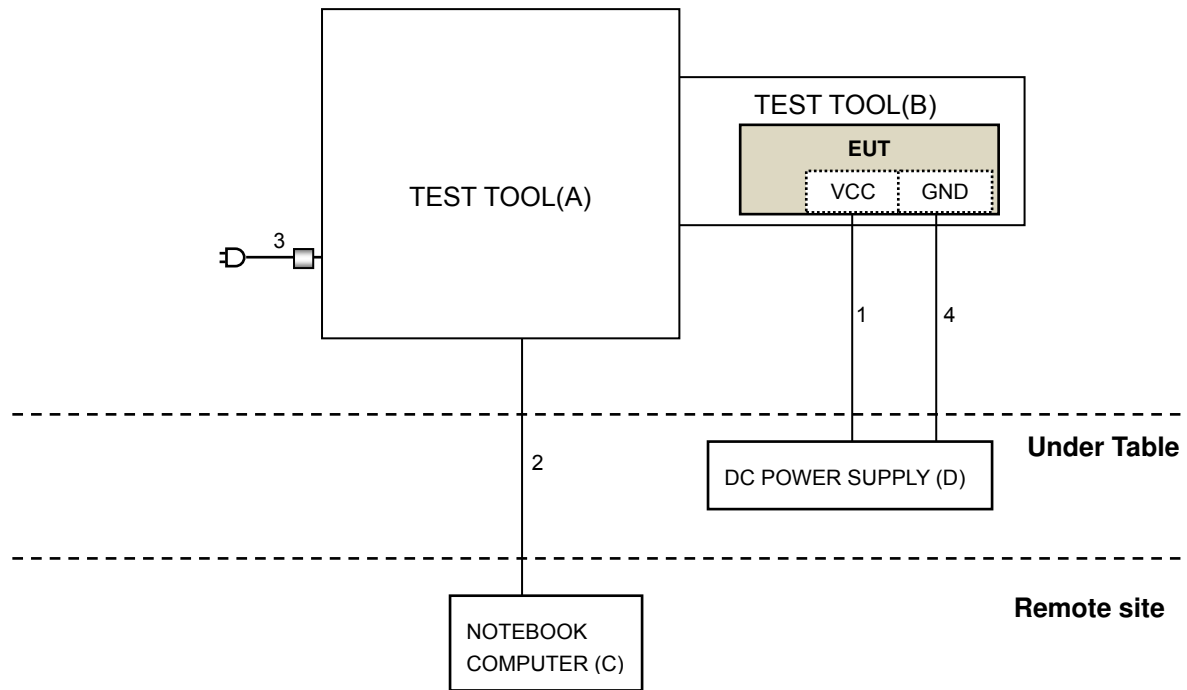 TEST TOOL(A)
TEST TOOL(B)
EUT
VCC
GND
3
1
4
2
Under Table
DC POWER SUPPLY (D)
Remote site
NOTEBOOK
COMPUTER (C)